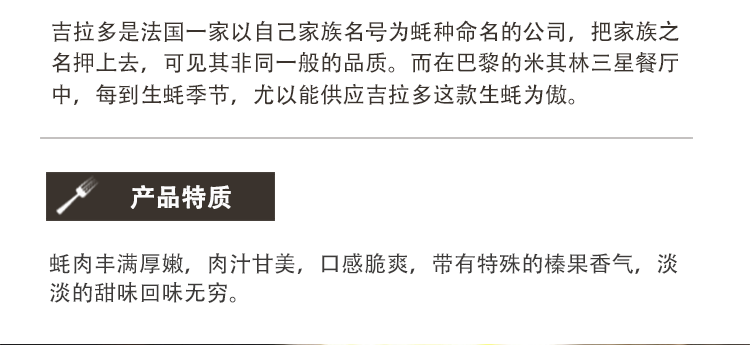 吉拉多是法国一家以自己家族名号为蚝种命名的公司，把家族之
名押上去，可见其非同一般的品质。而在巴黎的米其林三星餐厅
中，每到生蚝季节，尤以能供应吉拉多这款生蚝为傲。
产品特质
蚝肉丰满厚嫩，肉汁甘美，口感脆爽，带有特殊的榛果香气，淡
淡的甜味回味无穷。